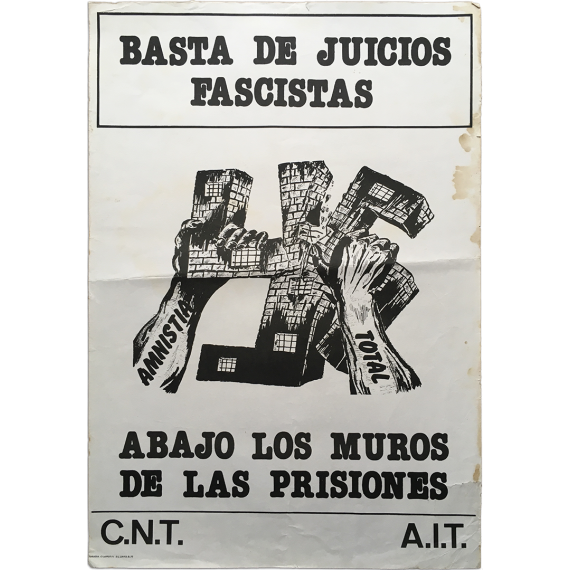 BASTA DE JUICIOS
FASCISTAS
AMNISTIA
TOTAL
ABAJO LOS MUROS
DE LAS PRISIONES
C.N.T. A.I.T.